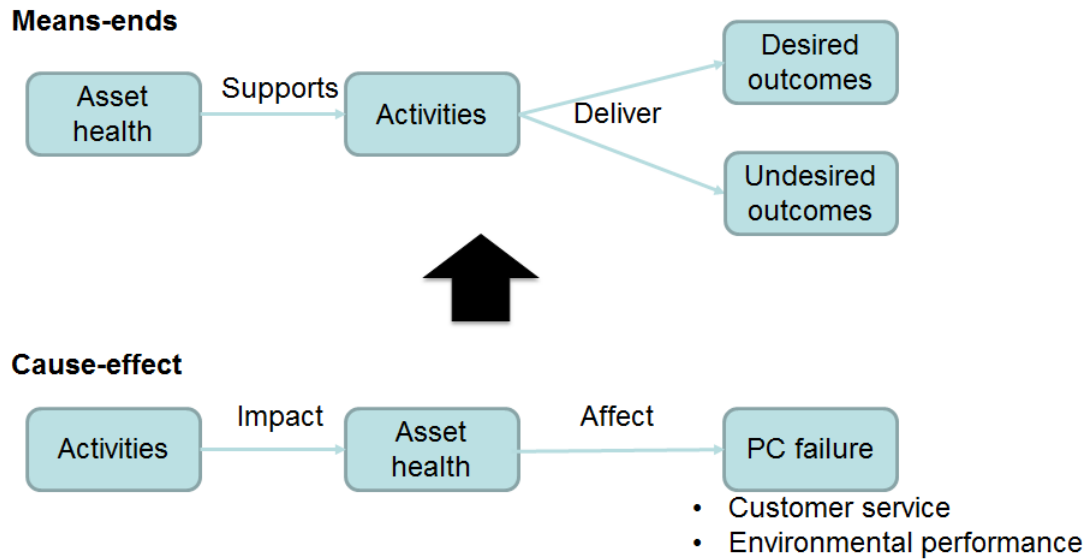 Means-ends
Desired
outcomes
Asset
health
Supports
Activities
Deliver
Undesired
outcomes
Cause-effect
Activities
Impact
Asset
health
Affect
PC failure
• Customer service
• Environmental performance